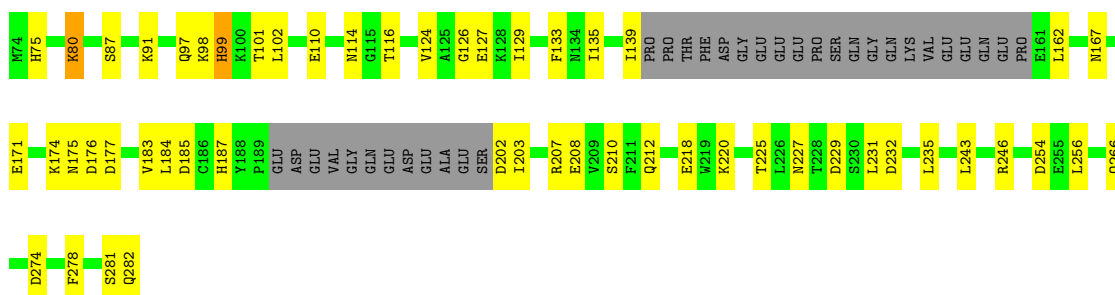 M74 H75 K80 S87 K91 Q97 K98 H99 K100 T101 L102 E110 N114 G115 T116 V124 A125 G126 E127 K128 I129 F133 N134 I135 I139 PRO PRO THR PHE ASP GLY GLU GLU GLU PRO SER GLN GLY GLN LYS VAL GLU GLU GLN GLU PRO E161 L162 N167
E171 K174 N175 D176 D177 V183 L184 D185 C186 H187 Y188 P189 GLU ASP GLU VAL GLY GLN GLU ASP GLU ALA GLU SER D202 I203 R207 E208 V209 S210 F211 Q212 E218 W219 K220 T225 L226 N227 T228 D229 S230 L231 D232 L235 L243 R246 D254 E255 L256 Q266
D274 F278 S281 Q282